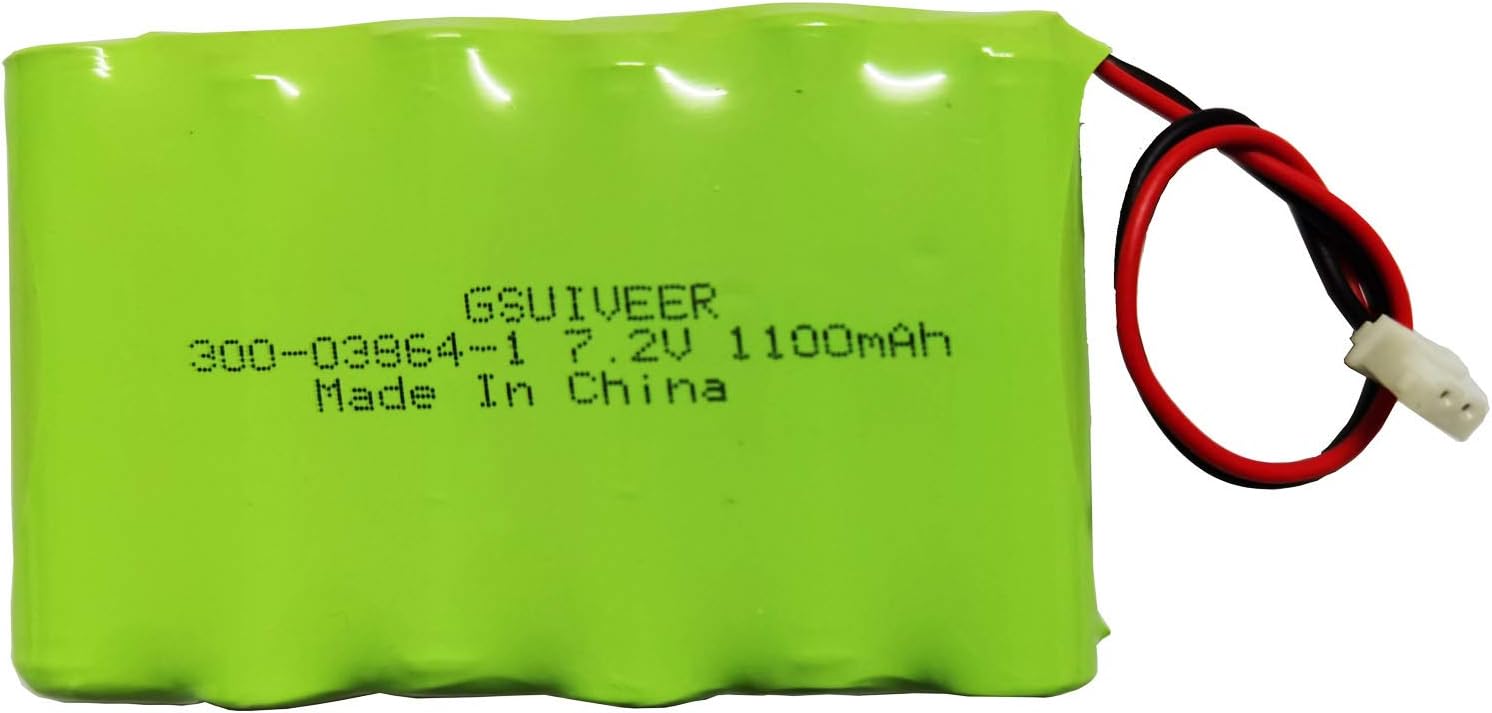 GSUIVEER
300-03864-1 7.2V 1100mAh
Made In China